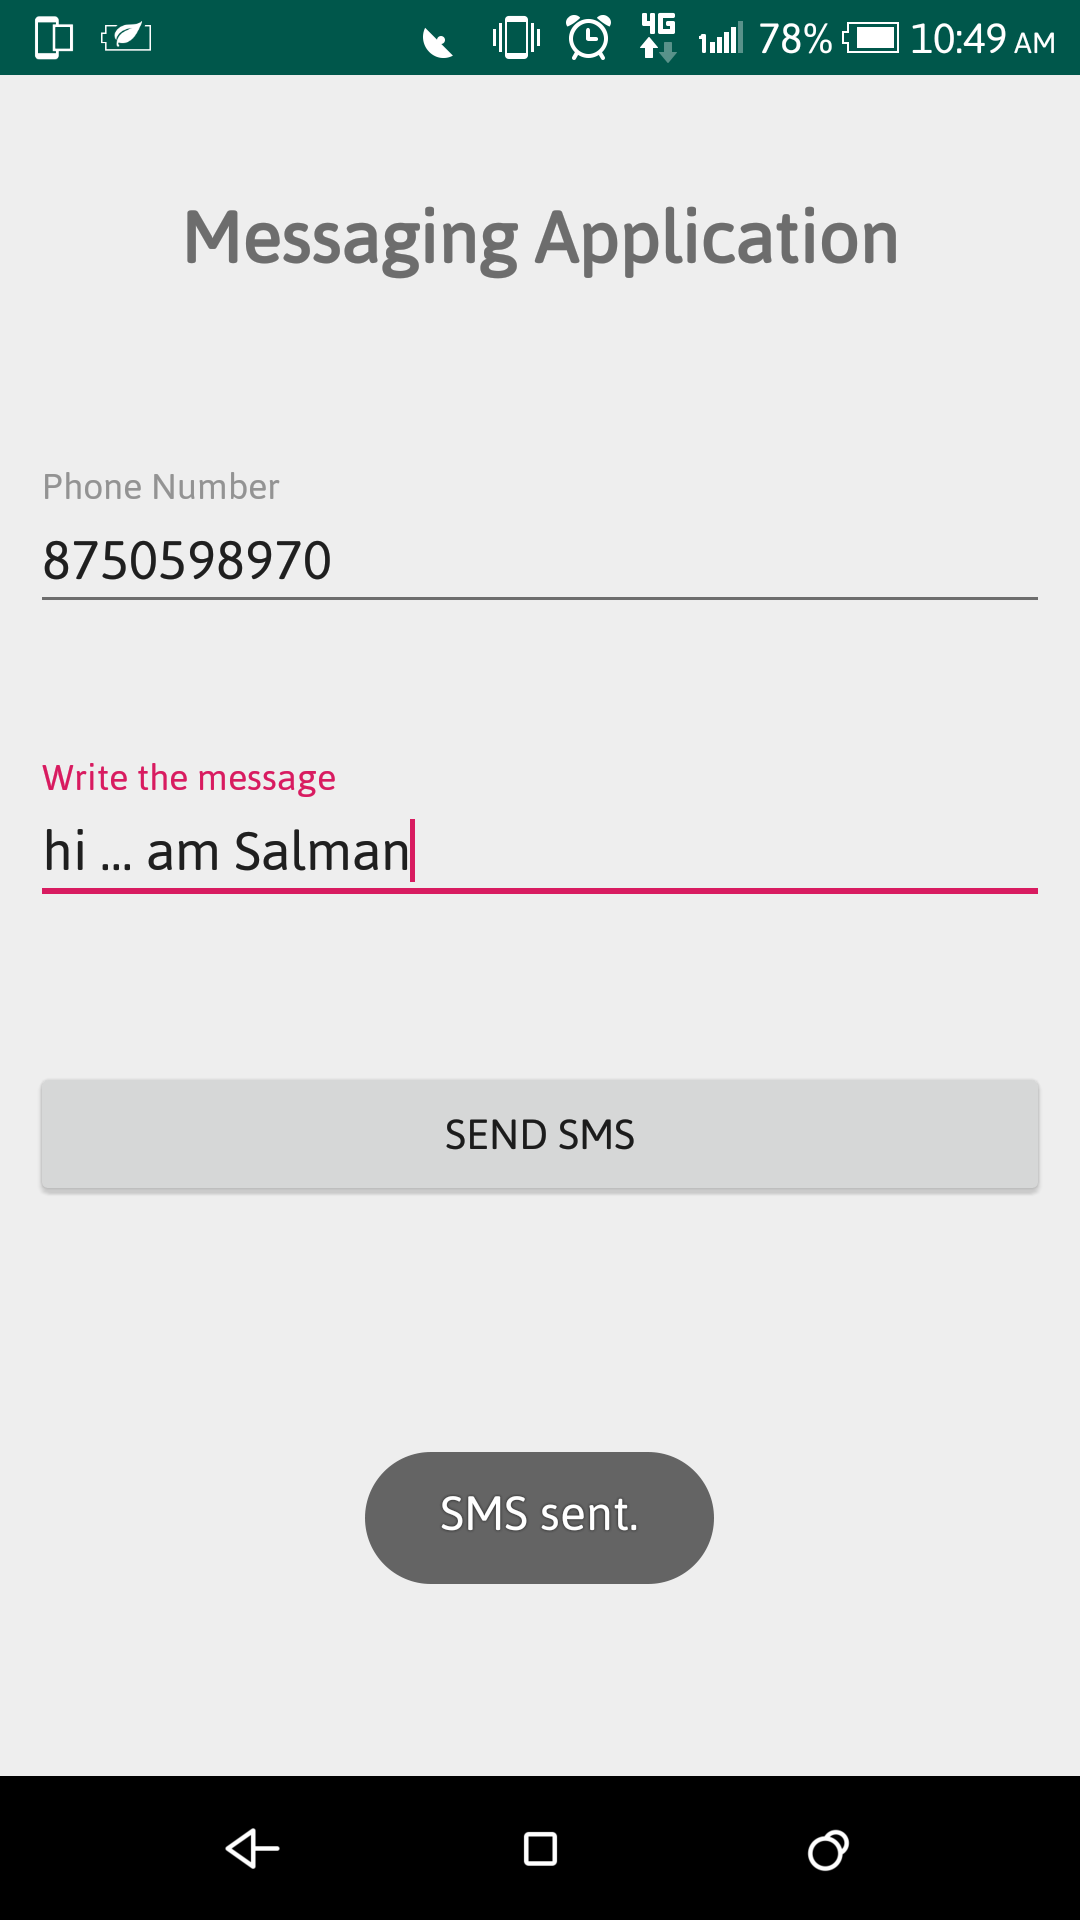 4G 1 78% 10:49 AM
Messaging Application
Phone Number
8750598970
Write the message
hi ... am Salman
SEND SMS
SMS sent.